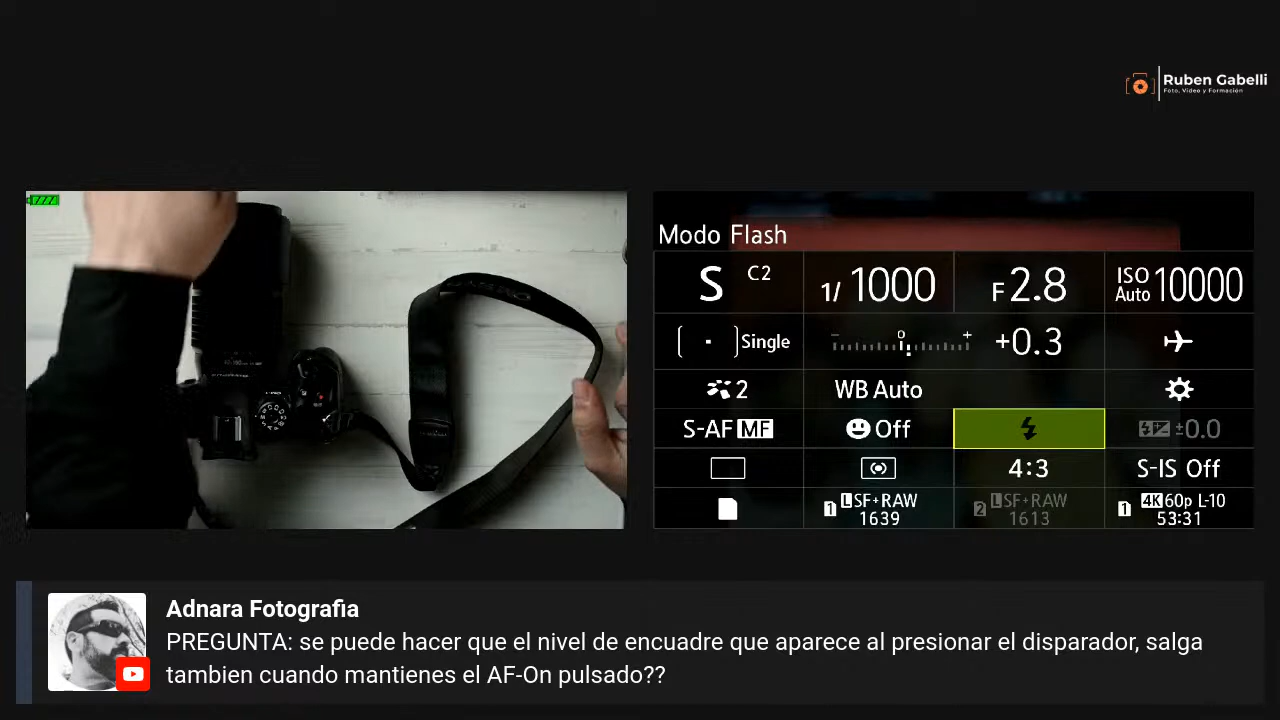 Ruben Gabelli
Foto, Video y Formación
Modo Flash
S C2 1/ 1000 F2.8 ISO Auto 10000
Single +0.3
2 WB Auto
S-AF MF Off ±0.0
4:3 S-IS Off
1 LSF+RAW 1639 2 LSF+RAW 1613 1 4K 60p L-10 53:31
Adnara Fotografia
PREGUNTA: se puede hacer que el nivel de encuadre que aparece al presionar el disparador, salga
tambien cuando mantienes el AF-On pulsado??